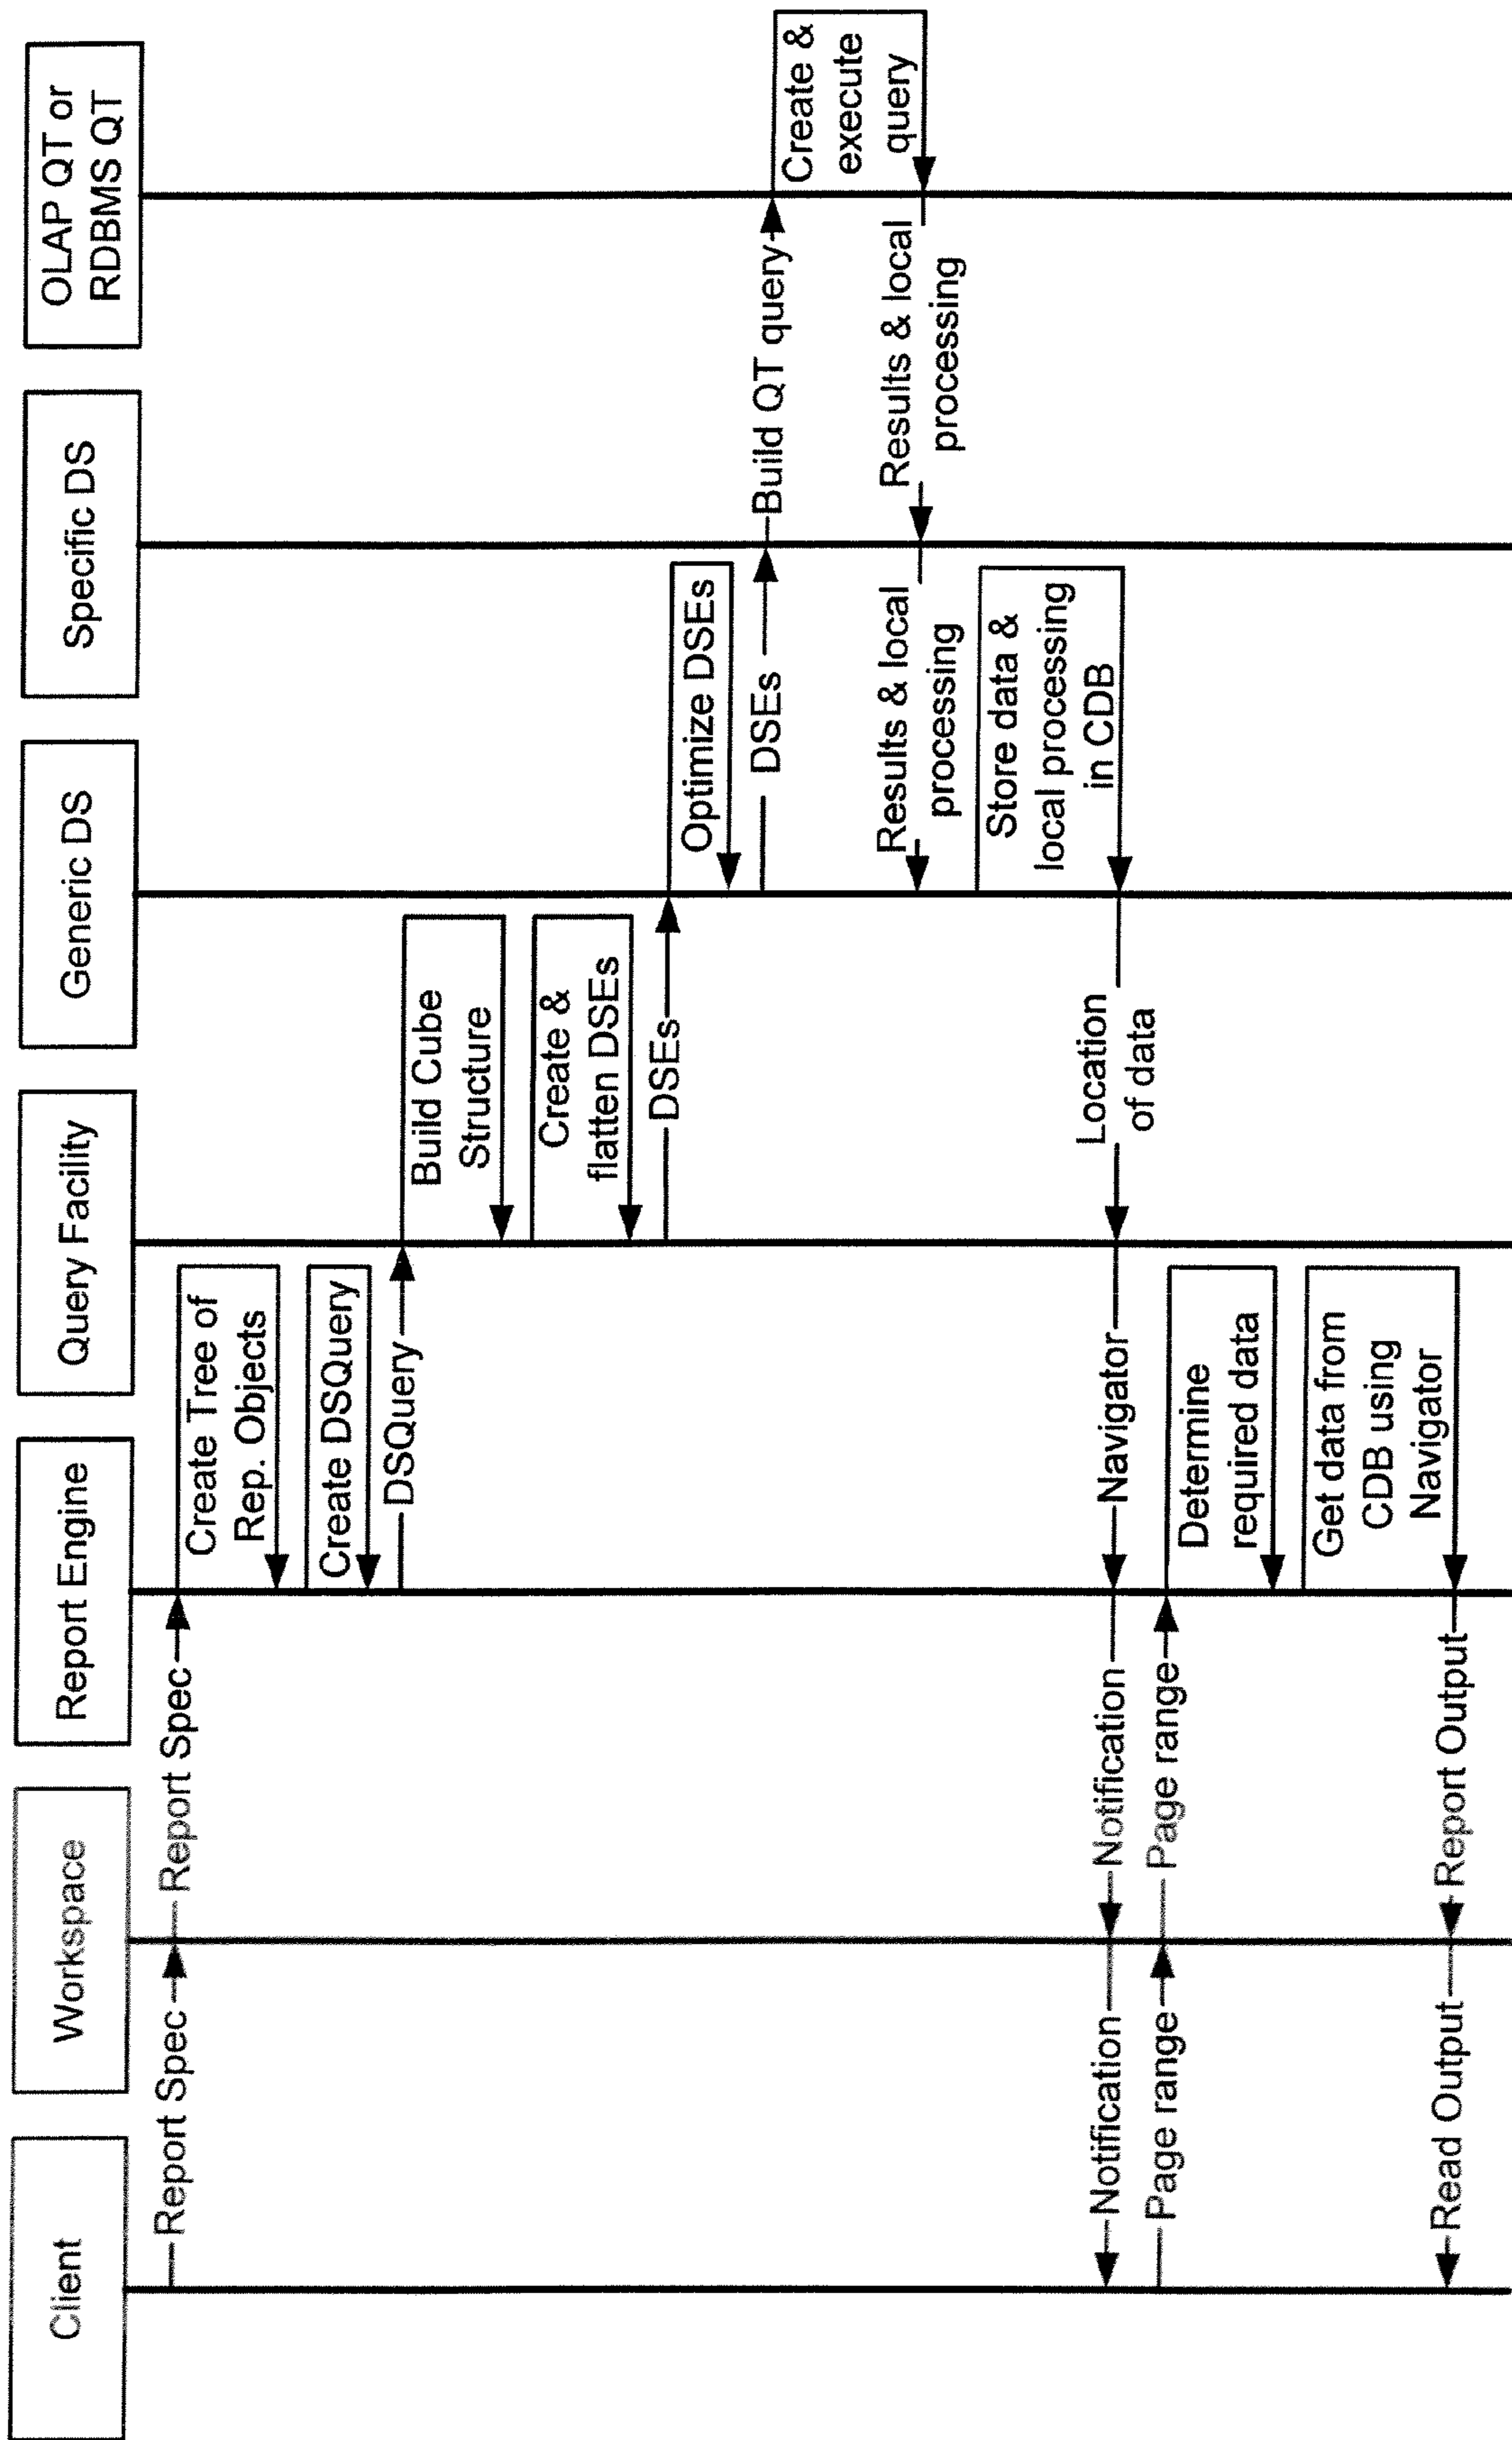 Client
Workspace
Report Engine
Query Facility
Generic DS
Specific DS
OLAP QT or
RDBMS QT
Report Spec
Report Spec
Create Tree of
Rep. Objects
Create DSQuery
DSQuery
Build Cube
Structure
Create &
flatten DSEs
DSEs
Optimize DSEs
DSEs
Build QT query
Create &
execute
query
Results & local
processing
Results & local
processing
Store data &
local processing
in CDB
Location
of data
Navigator
Notification
Notification
Page range
Page range
Determine
required data
Get data from
CDB using
Navigator
Report Output
Read Output